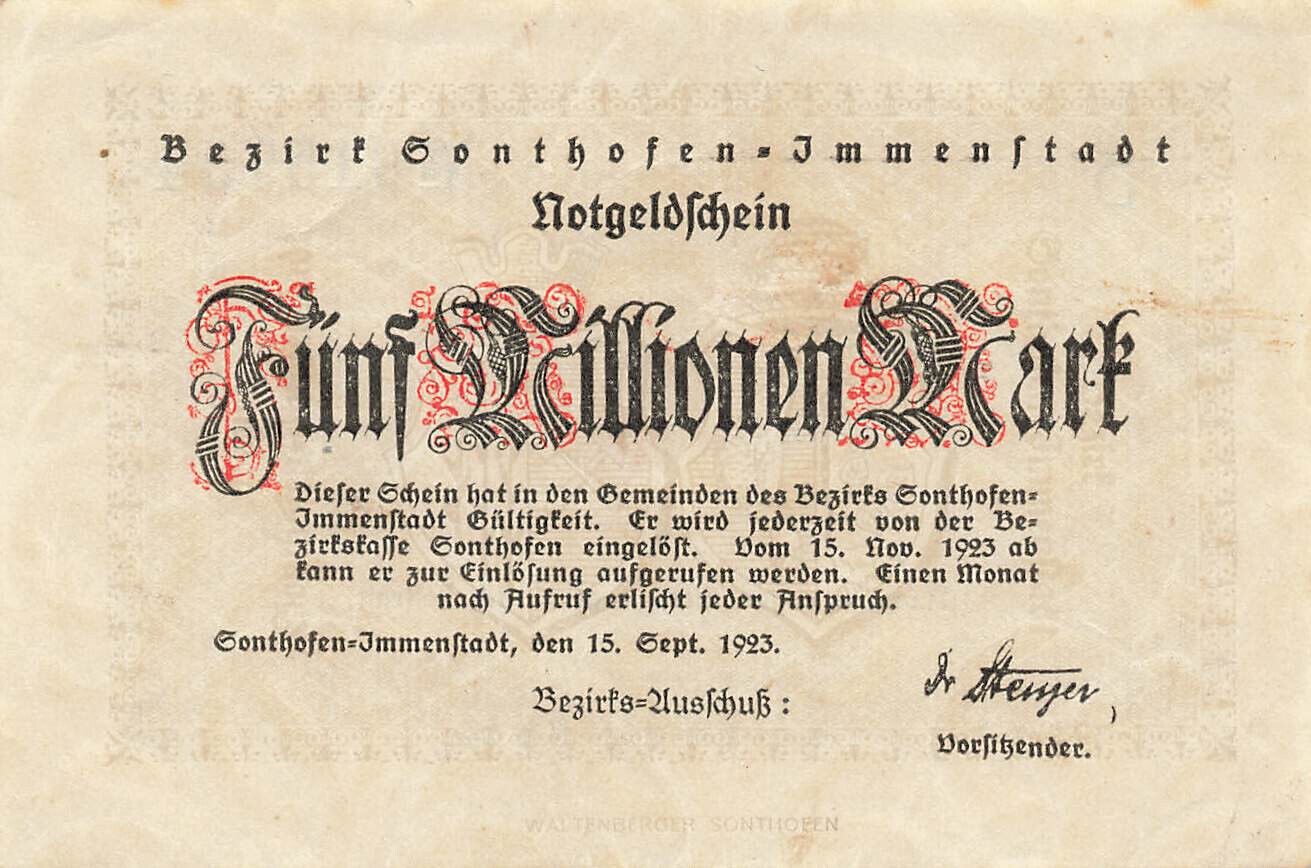 Bezirk Sonthofen-Immenstadt
Notgeldschein
Fünf Millionen Mark
Dieser Schein hat in den Gemeinden des Bezirks Sonthofen-
Immenstadt Gültigkeit. Er wird jederzeit von der Be-
zirkskasse Sonthofen eingelöst. Vom 15. Nov. 1923 ab
kann er zur Einlösung aufgerufen werden. Einen Monat
nach Aufruf erlischt jeder Anspruch.
Sonthofen-Immenstadt, den 15. Sept. 1923.
Bezirks-Ausschuß:
Dr
Vorsitzender.
WALTENBERGER SONTHOFEN